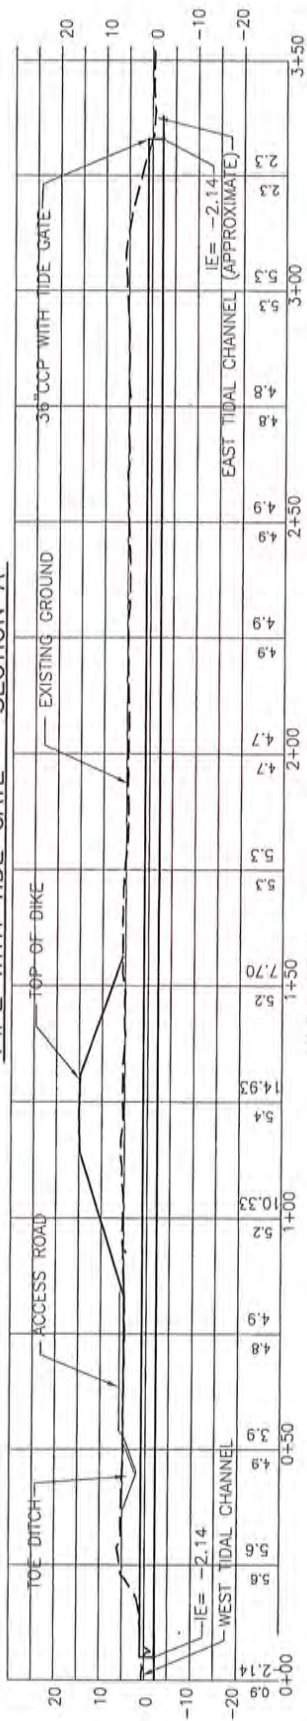 TOE DITCH
ACCESS ROAD
TOP OF DIKE
EXISTING GROUND
36"CCP WITH TIDE GATE
20
10
0
-10
-20
20
10
0
-10
-20
IE= -2.14
WEST TIDAL CHANNEL
IE= -2.14
EAST TIDAL CHANNEL (APPROXIMATE)
0.9 -2.14
5.6 5.6
4.9 3.9
4.8 4.9
5.2 10.33
5.4 14.93
5.2 7.70
5.3 5.3
4.7 4.7
4.9 4.9
4.9 4.9
4.8 4.8
5.3 5.3
2.3 2.3
0+00 0+50 1+00 1+50 2+00 2+50 3+00 3+50